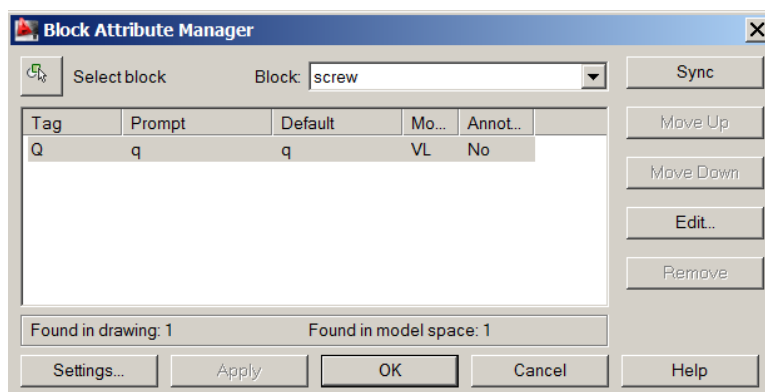 Block Attribute Manager
Select block Block: screw Sync
Tag Prompt Default Mo... Annot... Move Up
Q q q VL No
Move Down
Edit...
Remove
Found in drawing: 1 Found in model space: 1
Settings... Apply OK Cancel Help